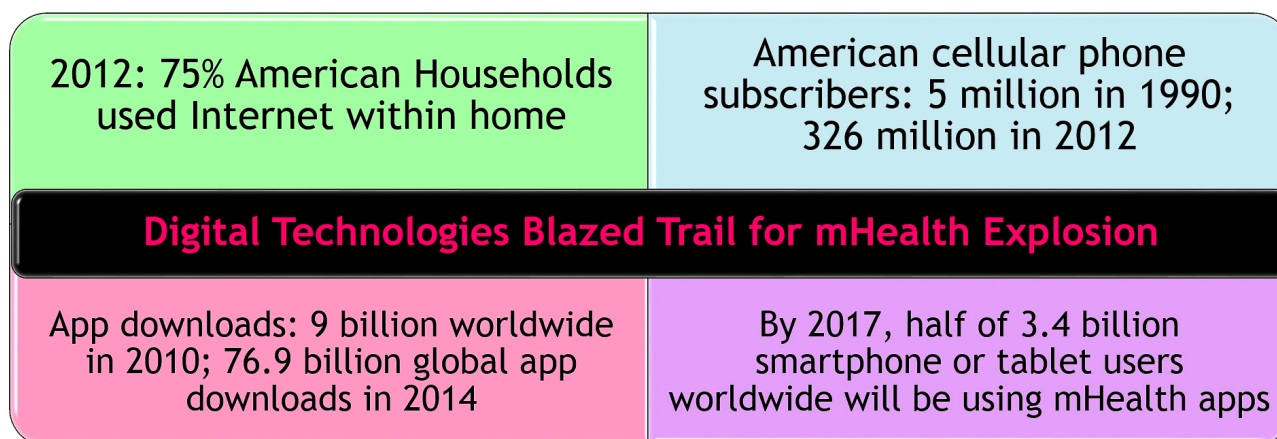 2012: 75% American Households
used Internet within home
American cellular phone
subscribers: 5 million in 1990;
326 million in 2012
Digital Technologies Blazed Trail for mHealth Explosion
App downloads: 9 billion worldwide
in 2010; 76.9 billion global app
downloads in 2014
By 2017, half of 3.4 billion
smartphone or tablet users
worldwide will be using mHealth apps